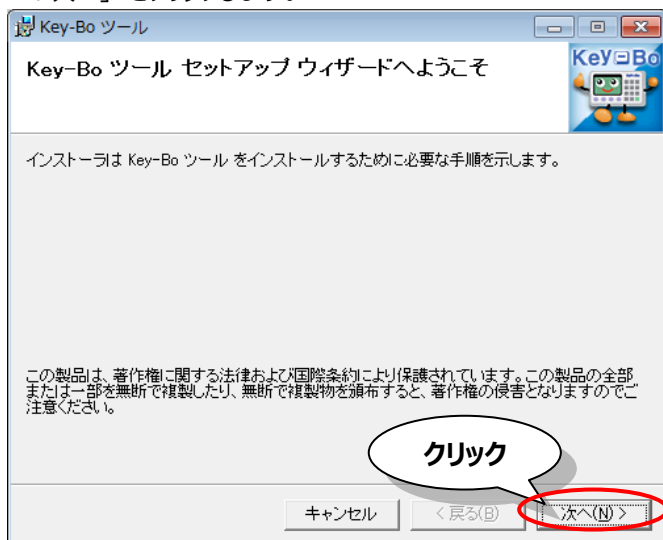 Key-Bo ツール
Key-Bo ツール セットアップ ウィザードへようこそ
KeY Bo
インストーラは Key-Bo ツール をインストールするために必要な手順を示します。
この製品は、著作権に関する法律および国際条約により保護されています。この製品の全部
または一部を無断で複製したり、無断で複製物を頒布すると、著作権の侵害となりますのでご
注意ください。
クリック
キャンセル
< 戻る(B)
次へ(N) >